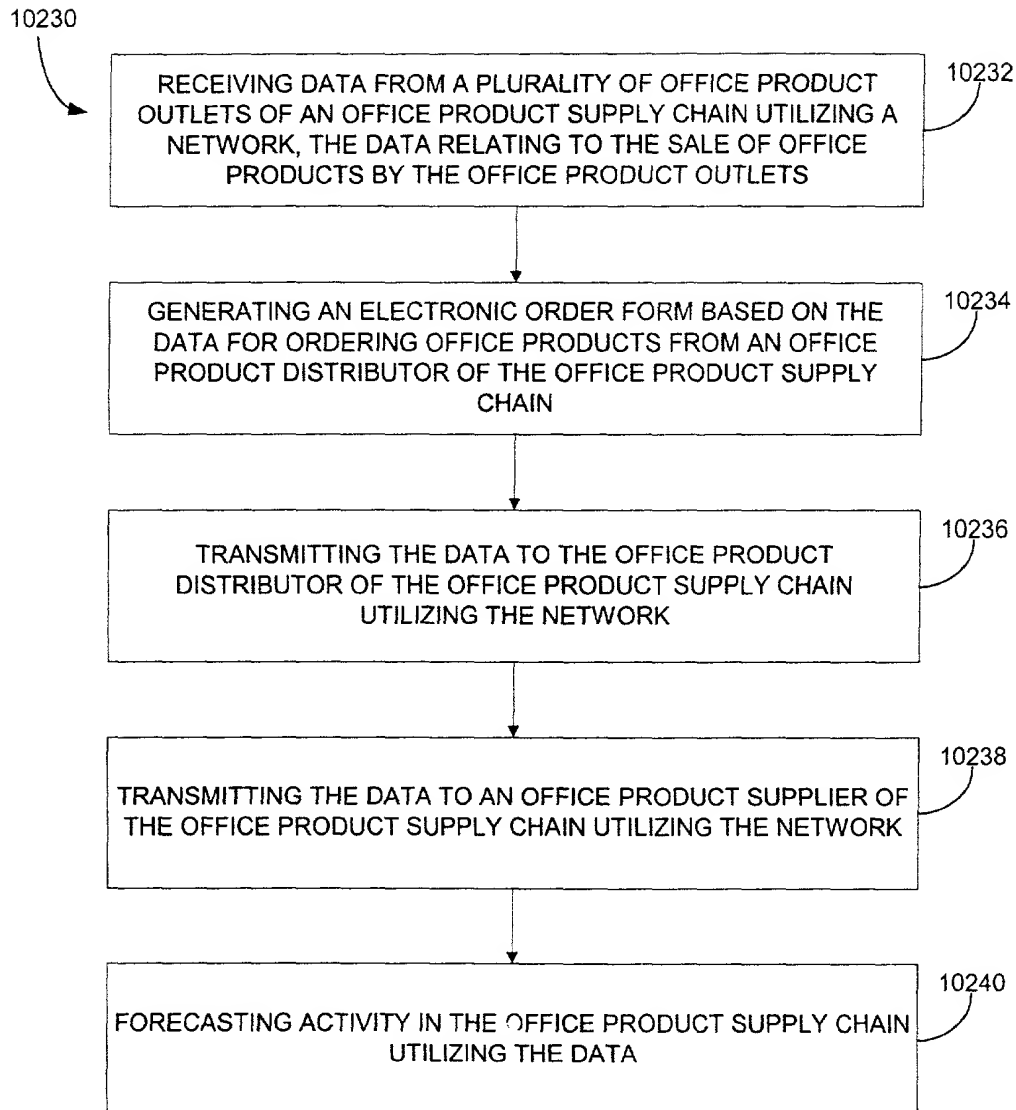 10230
RECEIVING DATA FROM A PLURALITY OF OFFICE PRODUCT
OUTLETS OF AN OFFICE PRODUCT SUPPLY CHAIN UTILIZING A
NETWORK, THE DATA RELATING TO THE SALE OF OFFICE
PRODUCTS BY THE OFFICE PRODUCT OUTLETS
10232
GENERATING AN ELECTRONIC ORDER FORM BASED ON THE
DATA FOR ORDERING OFFICE PRODUCTS FROM AN OFFICE
PRODUCT DISTRIBUTOR OF THE OFFICE PRODUCT SUPPLY
CHAIN
10234
TRANSMITTING THE DATA TO THE OFFICE PRODUCT
DISTRIBUTOR OF THE OFFICE PRODUCT SUPPLY CHAIN
UTILIZING THE NETWORK
10236
TRANSMITTING THE DATA TO AN OFFICE PRODUCT SUPPLIER OF
THE OFFICE PRODUCT SUPPLY CHAIN UTILIZING THE NETWORK
10238
FORECASTING ACTIVITY IN THE OFFICE PRODUCT SUPPLY CHAIN
UTILIZING THE DATA
10240